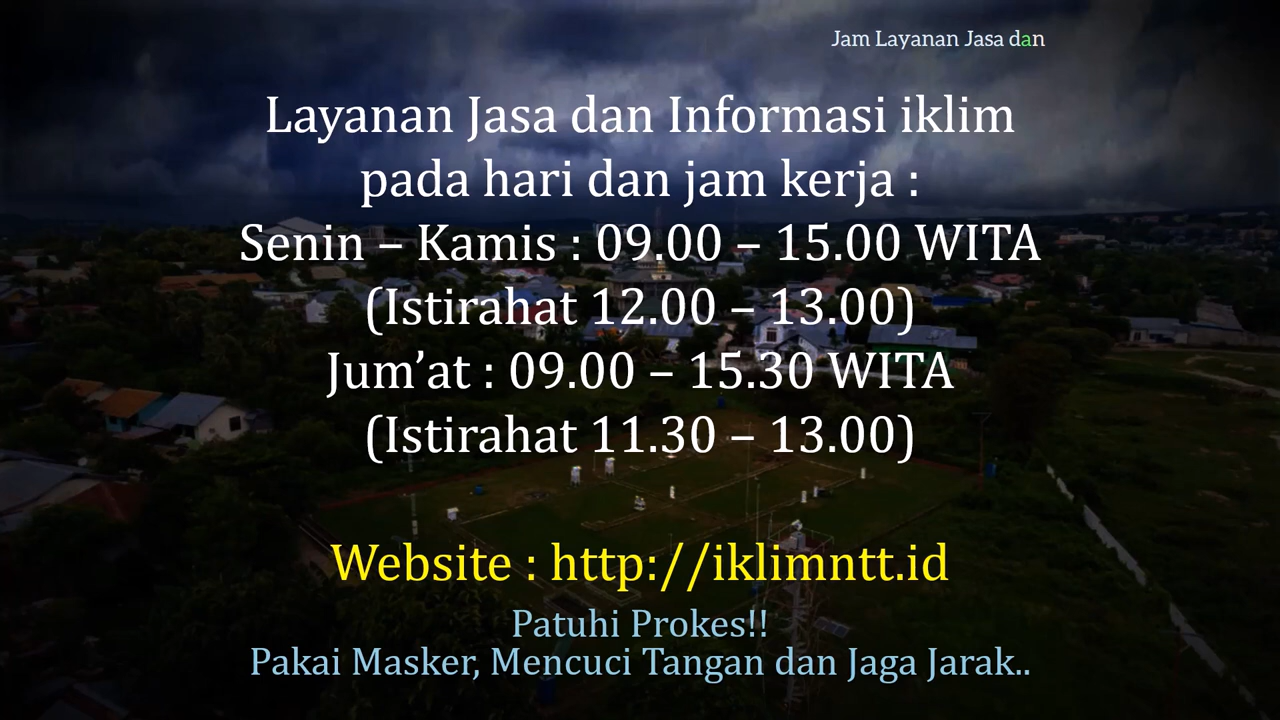 Jam Layanan Jasa dan
Layanan Jasa dan Informasi iklim
pada hari dan jam kerja :
Senin – Kamis : 09.00 – 15.00 WITA
(Istirahat 12.00 – 13.00)
Jum’at : 09.00 – 15.30 WITA
(Istirahat 11.30 – 13.00)
Website : http://iklimntt.id
Patuhi Prokes!!
Pakai Masker, Mencuci Tangan dan Jaga Jarak..